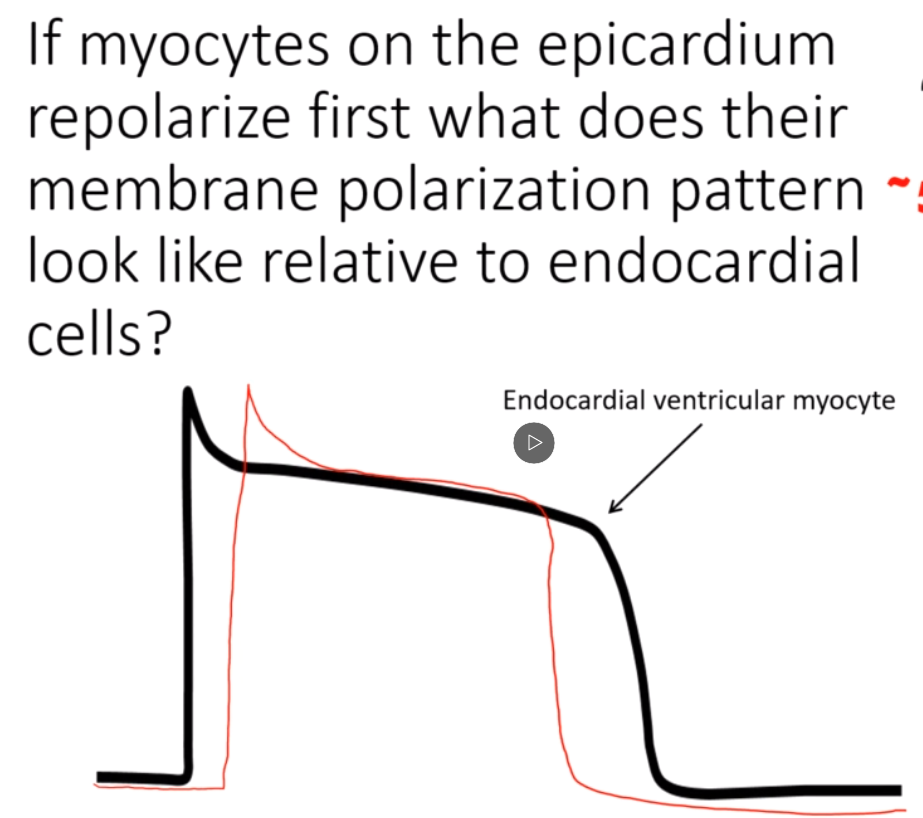 If myocytes on the epicardium
repolarize first what does their
membrane polarization pattern
look like relative to endocardial
cells?
Endocardial ventricular myocyte